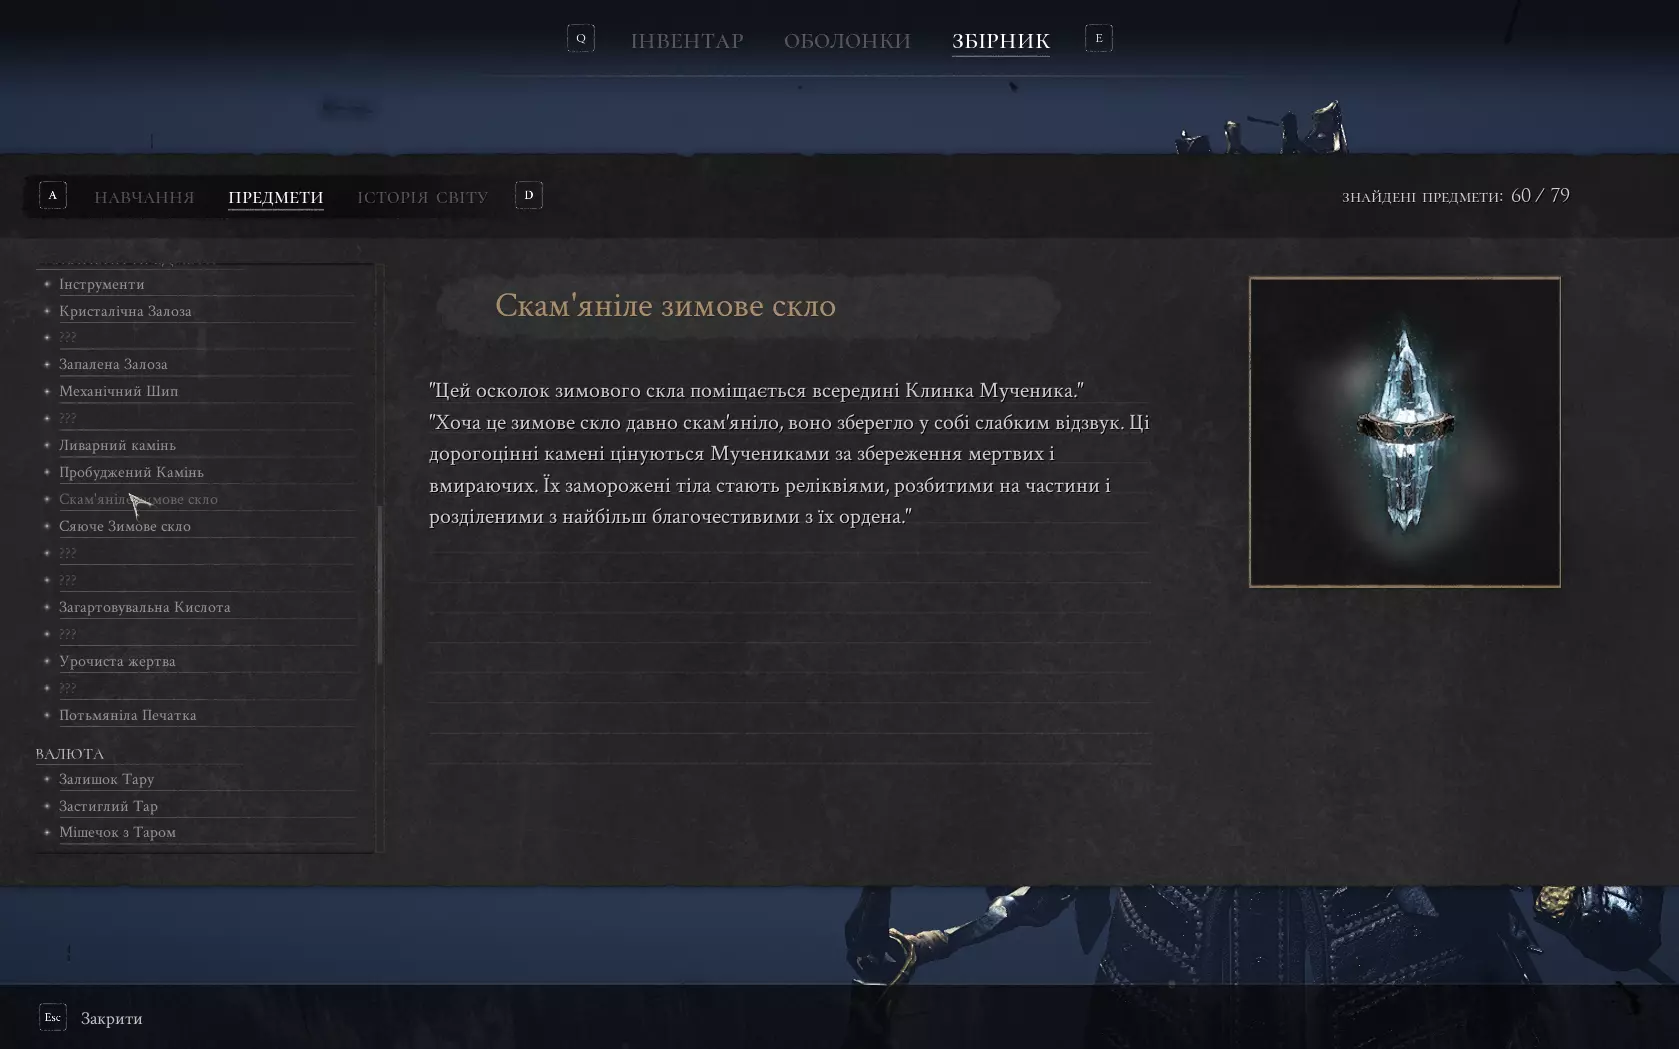 Q ІНВЕНТАР ОБОЛОНКИ ЗБІРНИК E
A НАВЧАННЯ ПРЕДМЕТИ ІСТОРІЯ СВІТУ D
ЗНАЙДЕНІ ПРЕДМЕТИ: 60 / 79
Інструменти
Кристалічна Залоза
???
Запалена Залоза
Механічний Шип
???
Ливарний камінь
Пробуджений Камінь
Скам'яніле зимове скло
Сяюче Зимове скло
???
???
Загартовувальна Кислота
???
Урочиста жертва
???
Потьмяніла Печатка
ВАЛЮТА
Залишок Тару
Застиглий Тар
Мішечок з Таром
Скам'яніле зимове скло
"Цей осколок зимового скла поміщається всередині Клинка Мученика."
"Хоча це зимове скло давно скам'яніло, воно зберегло у собі слабким відзвук. Ці
дорогоцінні камені цінуються Мучениками за збереження мертвих і
вмираючих. Їх заморожені тіла стають реліквіями, розбитими на частини і
розділеними з найбільш благочестивими з їх ордена."
Esc Закрити